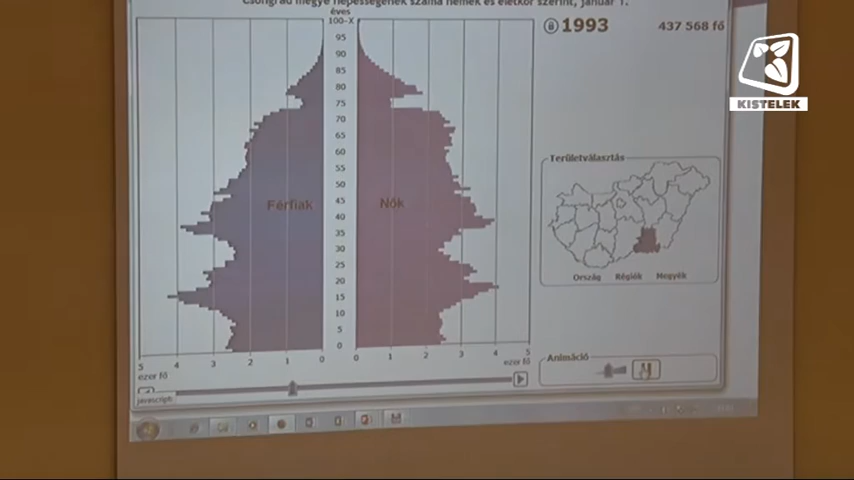 Csongrád megye népességének száma nemek és életkor szerint, január 1.
éves
100-X
95
90
85
80
75
70
65
60
55
50
45
40
35
30
25
20
15
10
5
0
Férfiak
Nők
5 4 3 2 1 0
0 1 2 3 4 5
ezer fő
ezer fő
1993
437 568 fő
Területválasztás
Ország Régiók Megyék
Animáció
javascript:
KISTELEK